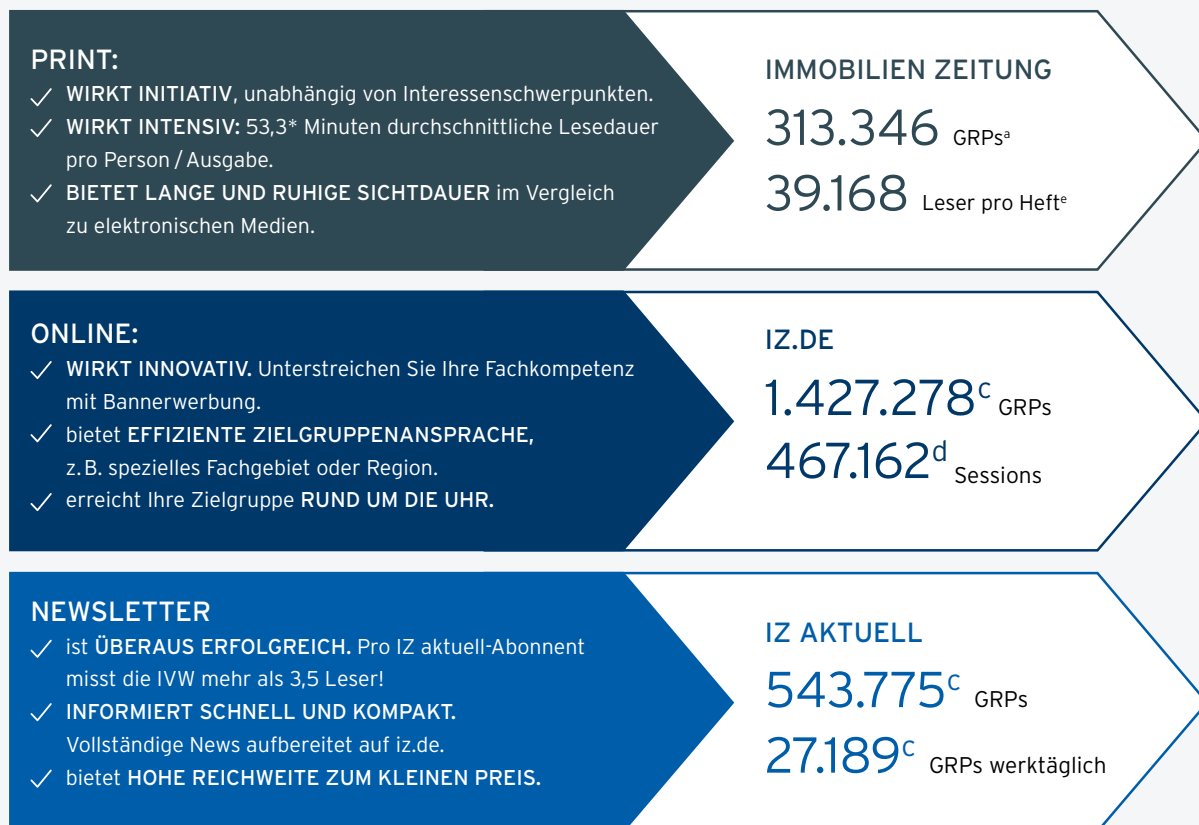 PRINT:
✓ WIRKT INITIATIV, unabhängig von Interessenschwerpunkten.
✓ WIRKT INTENSIV: 53,3* Minuten durchschnittliche Lesedauer
pro Person / Ausgabe.
✓ BIETET LANGE UND RUHIGE SICHTDAUER im Vergleich
zu elektronischen Medien.
IMMOBILIEN ZEITUNG
313.346 GRPsᵃ
39.168 Leser pro Heftᵉ
ONLINE:
✓ WIRKT INNOVATIV. Unterstreichen Sie Ihre Fachkompetenz
mit Bannerwerbung.
✓ bietet EFFIZIENTE ZIELGRUPPENANSPRACHE,
z. B. spezielles Fachgebiet oder Region.
✓ erreicht Ihre Zielgruppe RUND UM DIE UHR.
IZ.DE
1.427.278ᶜ GRPs
467.162ᵈ Sessions
NEWSLETTER
✓ ist ÜBERAUS ERFOLGREICH. Pro IZ aktuell-Abonnent
misst die IVW mehr als 3,5 Leser!
✓ INFORMIERT SCHNELL UND KOMPAKT.
Vollständige News aufbereitet auf iz.de.
✓ bietet HOHE REICHWEITE ZUM KLEINEN PREIS.
IZ AKTUELL
543.775ᶜ GRPs
27.189ᶜ GRPs werktäglich